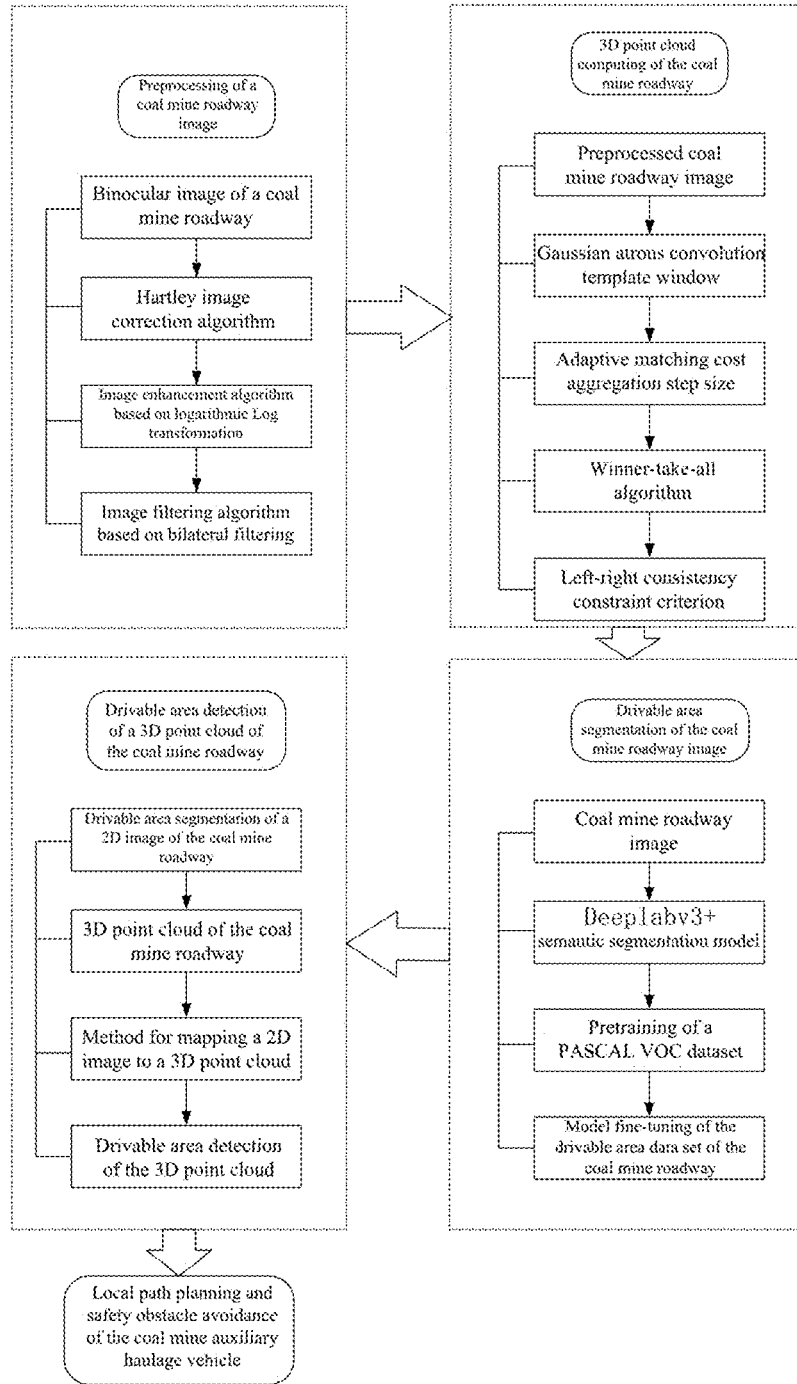 Preprocessing of a
coal mine roadway
image
Binocular image of a coal
mine roadway
Hartley image
correction algorithm
Image enhancement algorithm
based on logarithmic Log
transformation
Image filtering algorithm
based on bilateral filtering
3D point cloud
computing of the coal
mine roadway
Preprocessed coal
mine roadway image
Gaussian atrous convolution
template window
Adaptive matching cost
aggregation step size
Winner-take-all
algorithm
Left-right consistency
constraint criterion
Drivable area
segmentation of the coal
mine roadway image
Coal mine roadway
image
Deeplabv3+
semantic segmentation model
Pretraining of a
PASCAL VOC dataset
Model fine-tuning of the
drivable area data set of the
coal mine roadway
Drivable area detection
of a 3D point cloud of
the coal mine roadway
Drivable area segmentation of a
2D image of the coal mine
roadway
3D point cloud of the coal
mine roadway
Method for mapping a 2D
image to a 3D point cloud
Drivable area detection
of the 3D point cloud
Local path planning and
safety obstacle avoidance
of the coal mine auxiliary
haulage vehicle